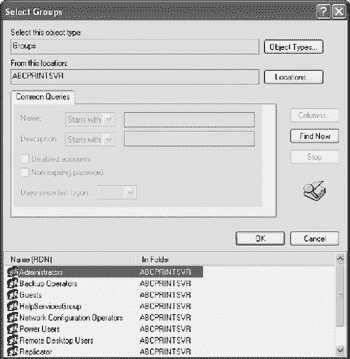 Select Groups
Select this object type:
Groups
Object Types...
From this location:
ABCPRINTSVR
Locations...
Common Queries
Name: Starts with
Columns...
Description: Starts with
Find Now
Disabled accounts
Stop
Non expiring password
Days since last logon:
OK
Cancel
Name (RDN) In Folder
Administrators ABCPRINTSVR
Backup Operators ABCPRINTSVR
Guests ABCPRINTSVR
HelpServicesGroup ABCPRINTSVR
Network Configuration Operators ABCPRINTSVR
Power Users ABCPRINTSVR
Remote Desktop Users ABCPRINTSVR
Replicator ABCPRINTSVR